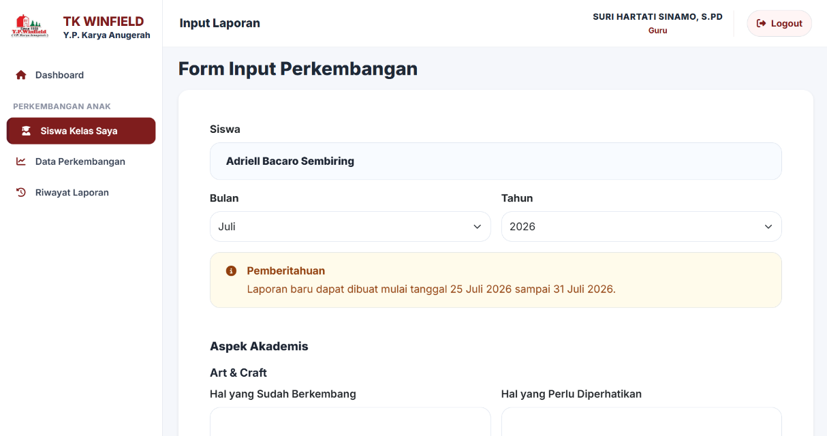 Y.P. Winfield
TK WINFIELD
Y.P. Karya Anugerah
Input Laporan
SURI HARTATI SINAMO, S.PD
Guru
Logout
Dashboard
PERKEMBANGAN ANAK
Siswa Kelas Saya
Data Perkembangan
Riwayat Laporan
Form Input Perkembangan
Siswa
Adriell Bacaro Sembiring
Bulan
Tahun
Juli
2026
Pemberitahuan
Laporan baru dapat dibuat mulai tanggal 25 Juli 2026 sampai 31 Juli 2026.
Aspek Akademis
Art & Craft
Hal yang Sudah Berkembang
Hal yang Perlu Diperhatikan